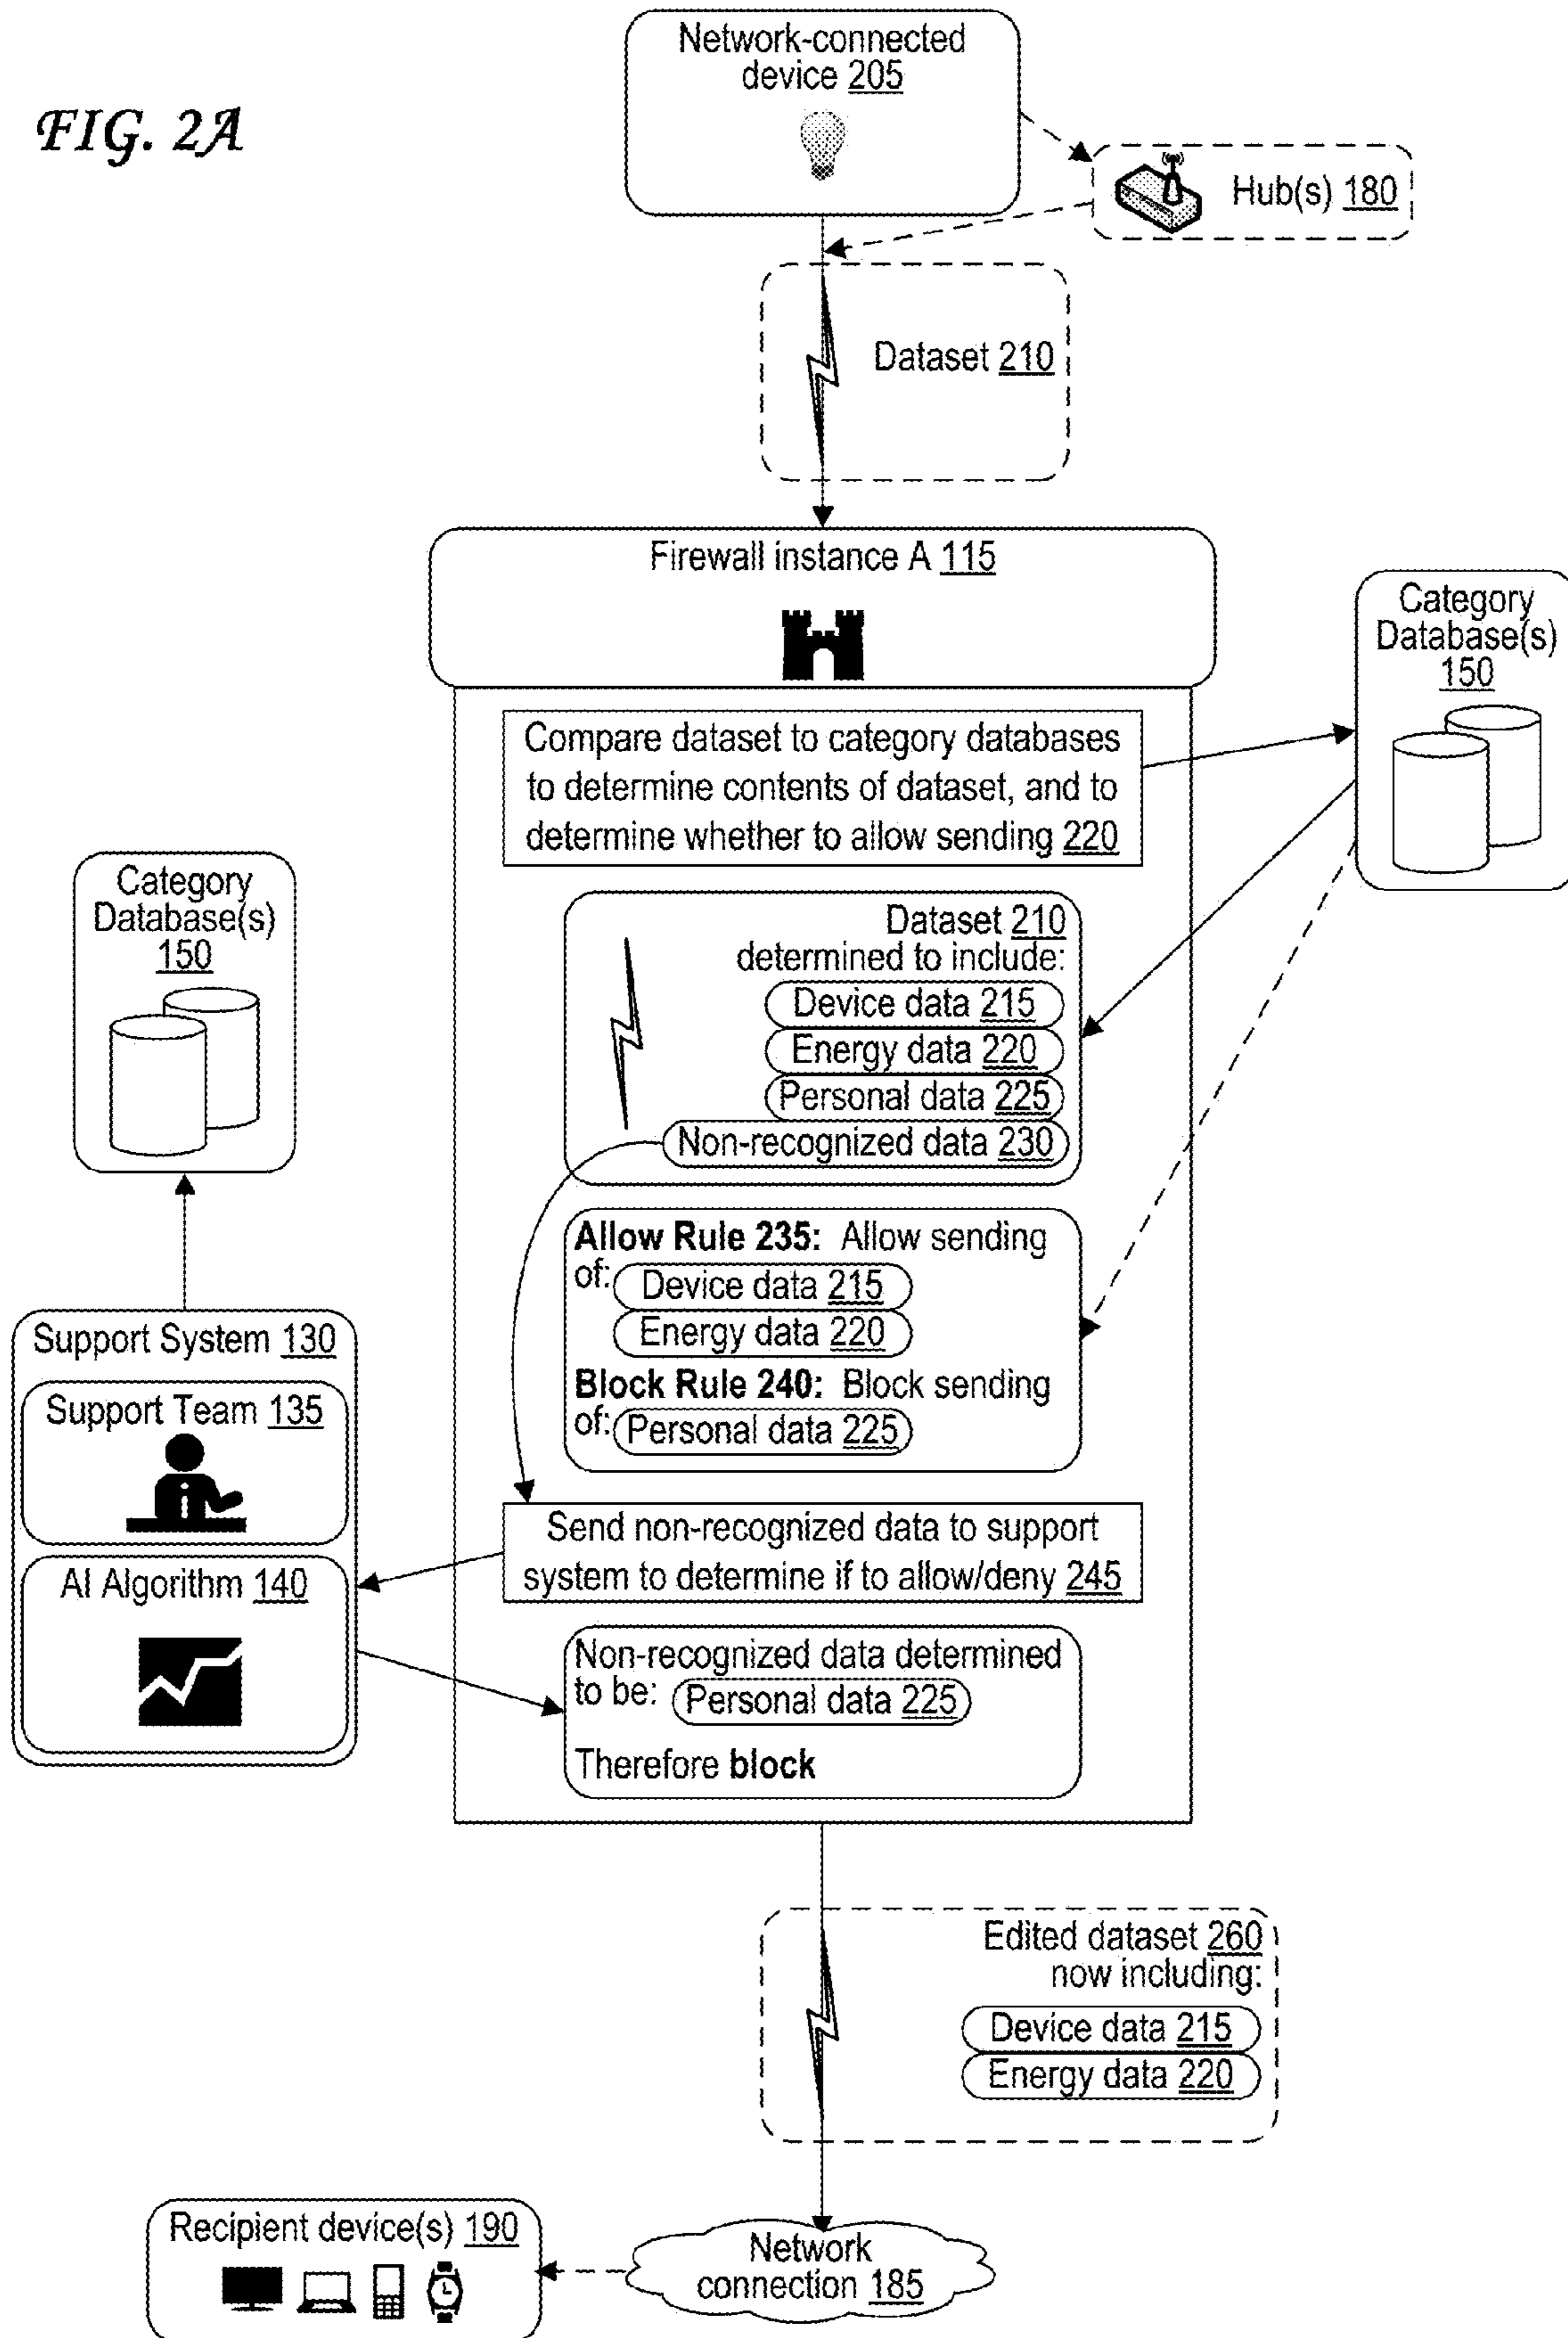 FIG. 2A
Network-connected
device 205
Hub(s) 180
Dataset 210
Firewall instance A 115
Category
Database(s)
150
Compare dataset to category databases
to determine contents of dataset, and to
determine whether to allow sending 220
Category
Database(s)
150
Dataset 210
determined to include:
Device data 215
Energy data 220
Personal data 225
Non-recognized data 230
Allow Rule 235: Allow sending
of: Device data 215
Energy data 220
Block Rule 240: Block sending
of: Personal data 225
Support System 130
Support Team 135
AI Algorithm 140
Send non-recognized data to support
system to determine if to allow/deny 245
Non-recognized data determined
to be: Personal data 225
Therefore block
Edited dataset 260
now including:
Device data 215
Energy data 220
Recipient device(s) 190
Network
connection 185